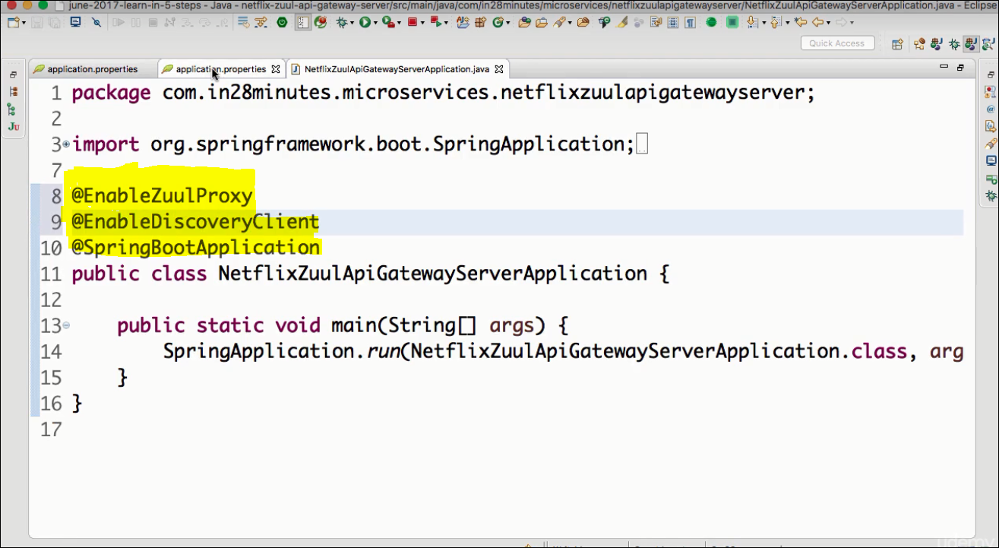 june-2017-learn-in-5-steps - Java - netflix-zuul-api-gateway-server/src/main/java/com/in28minutes/microservices/netflixzuulapigatewayserver/NetflixZuulApiGatewayServerApplication.java - Eclipse
Quick Access
application.properties
application.properties
NetflixZuulApiGatewayServerApplication.java
1 package com.in28minutes.microservices.netflixzuulapigatewayserver;
2
3 import org.springframework.boot.SpringApplication;
7
8 @EnableZuulProxy
9 @EnableDiscoveryClient
10 @SpringBootApplication
11 public class NetflixZuulApiGatewayServerApplication {
12
13 public static void main(String[] args) {
14 SpringApplication.run(NetflixZuulApiGatewayServerApplication.class, arg
15 }
16 }
17
Ju
udemy